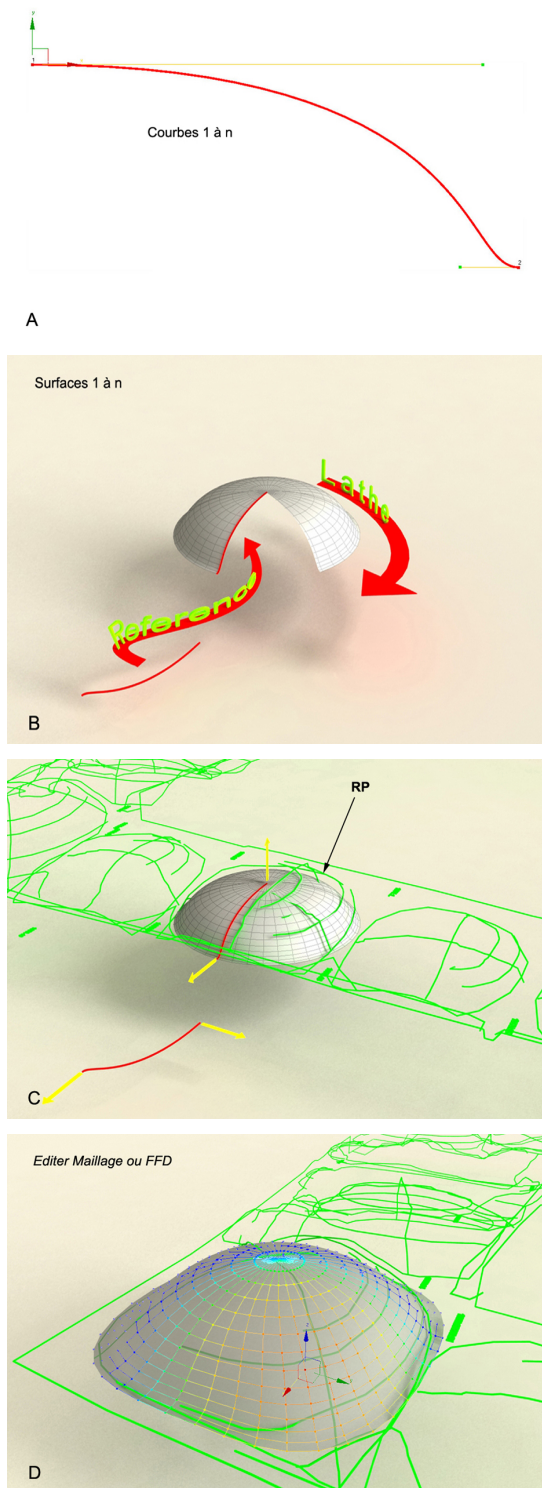 y
1
x
Courbes 1 à n
2
A
Surfaces 1 à n
Lathe
Reference
B
RP
C
Editer Maillage ou FFD
D